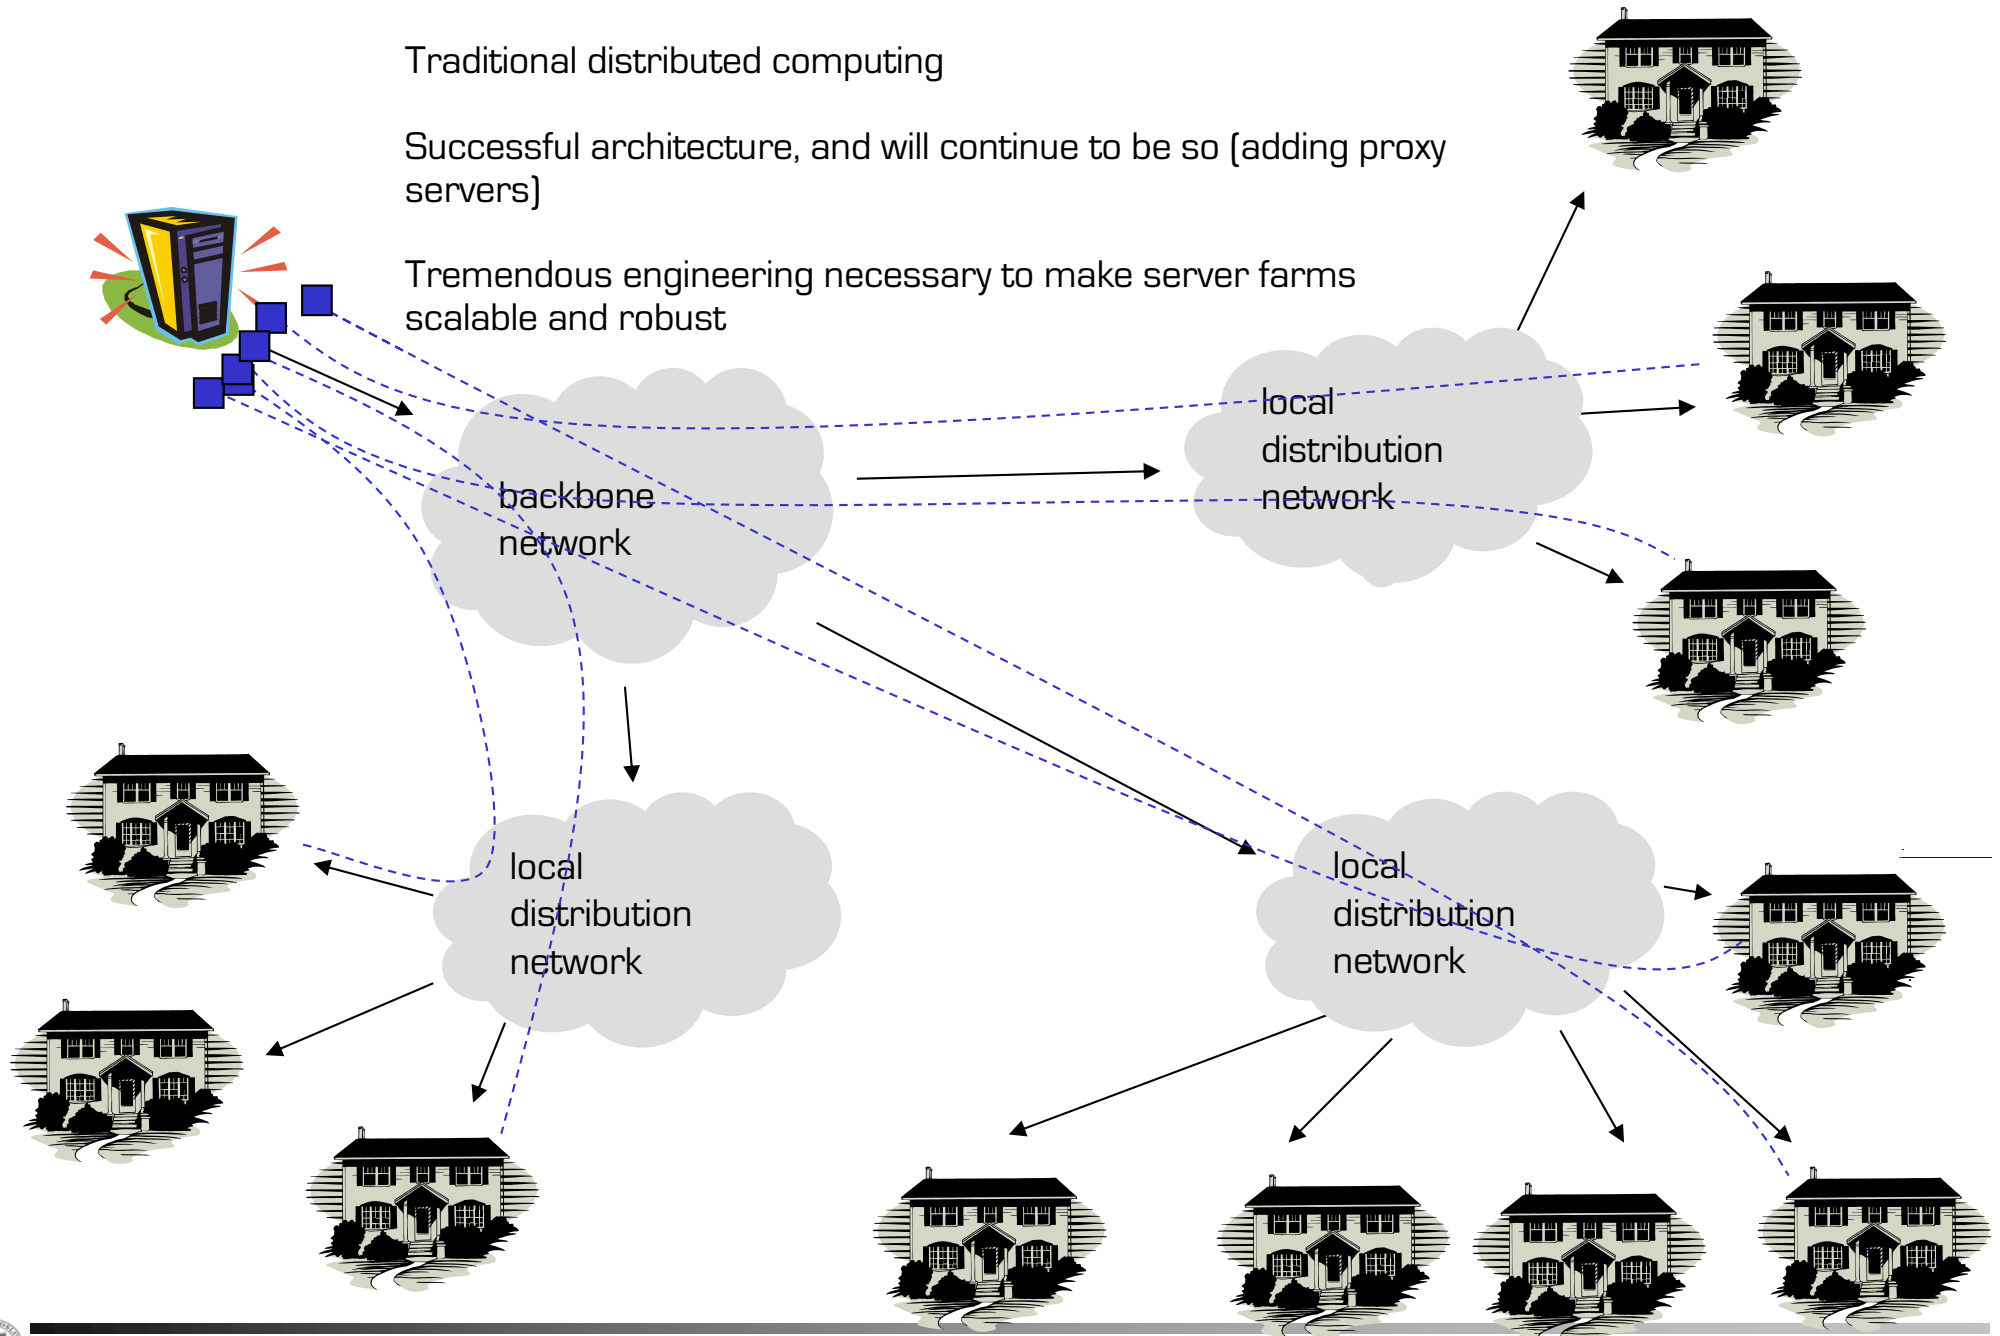 Traditional distributed computing
Successful architecture, and will continue to be so (adding proxy
servers)
Tremendous engineering necessary to make server farms
scalable and robust
local
distribution
network
backbone
network
local
distribution
network
local
distribution
network